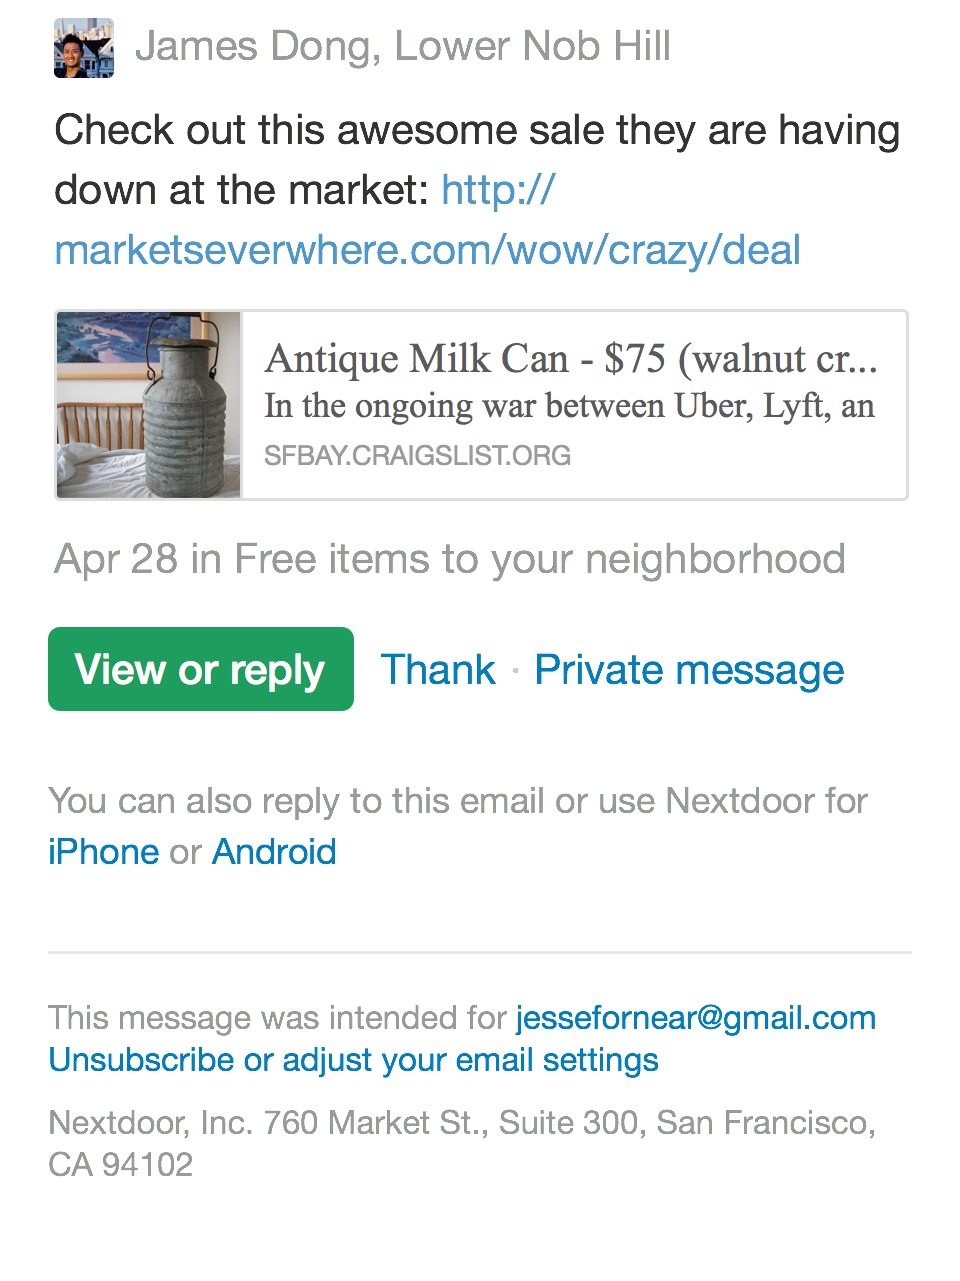 James Dong, Lower Nob Hill
Check out this awesome sale they are having
down at the market: http://
marketseverwhere.com/wow/crazy/deal
Antique Milk Can - $75 (walnut cr...
In the ongoing war between Uber, Lyft, an
SFBAY.CRAIGSLIST.ORG
Apr 28 in Free items to your neighborhood
View or reply Thank · Private message
You can also reply to this email or use Nextdoor for
iPhone or Android
This message was intended for jessefornear@gmail.com
Unsubscribe or adjust your email settings
Nextdoor, Inc. 760 Market St., Suite 300, San Francisco,
CA 94102